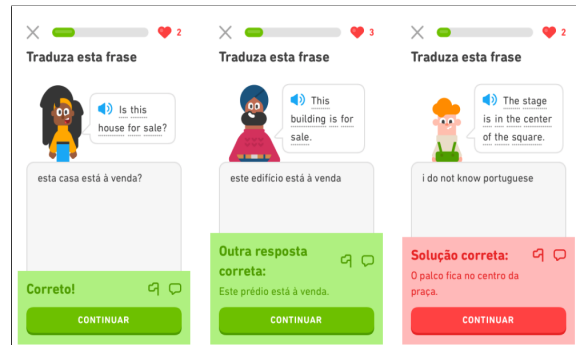 2
Traduza esta frase
Is this
house for sale?
esta casa está à venda?
Correto!
CONTINUAR
3
Traduza esta frase
This
building is for
sale.
este edifício está à venda
Outra resposta
correta:
Este prédio está à venda.
CONTINUAR
2
Traduza esta frase
The stage
is in the center
of the square.
i do not know portuguese
Solução correta:
O palco fica no centro da
praça.
CONTINUAR